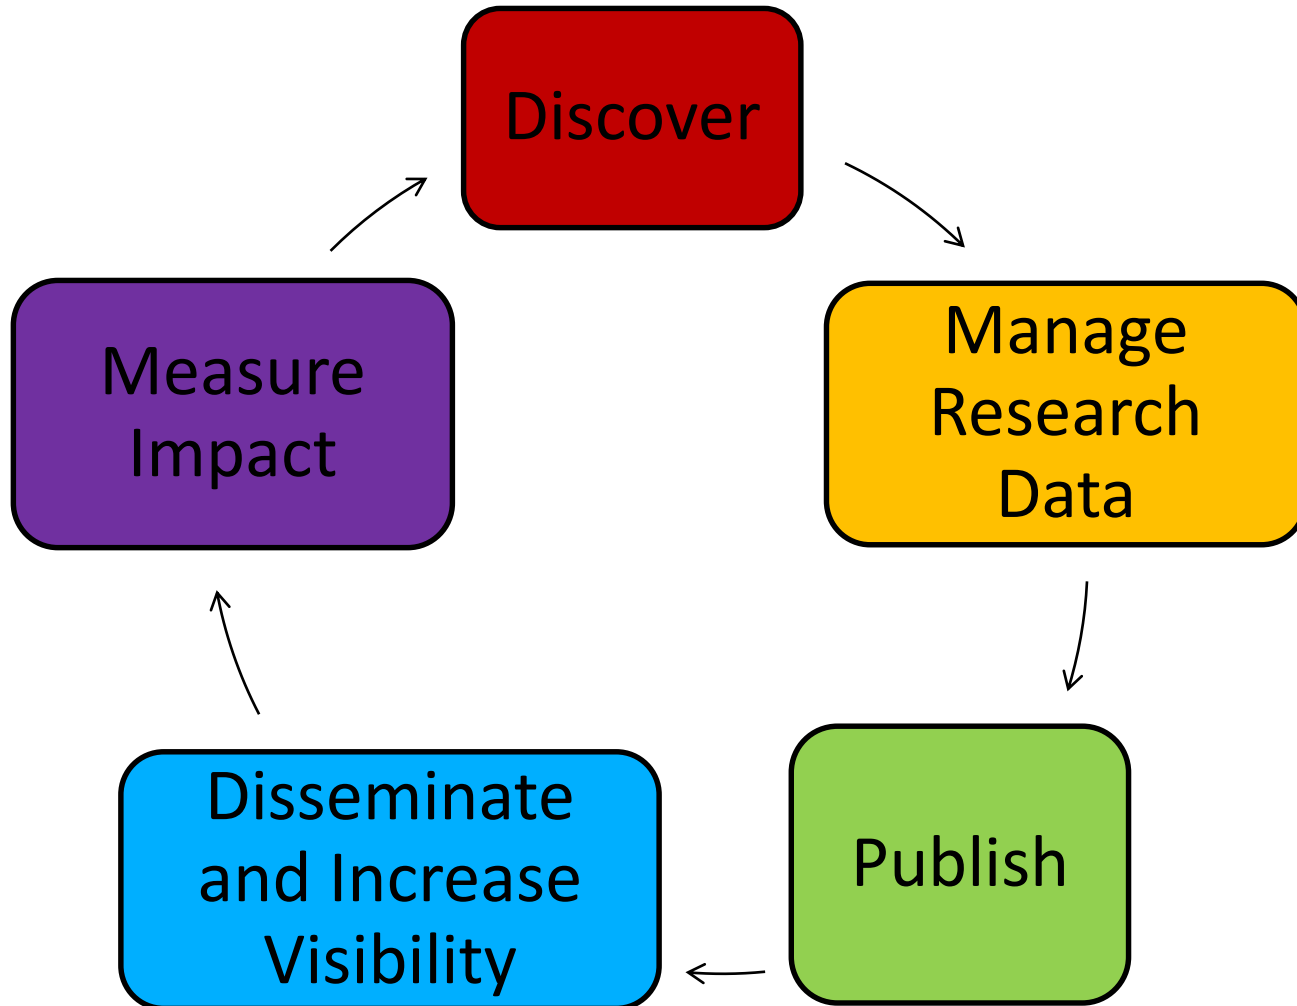 Discover
Manage
Research
Data
Publish
Disseminate
and Increase
Visibility
Measure
Impact